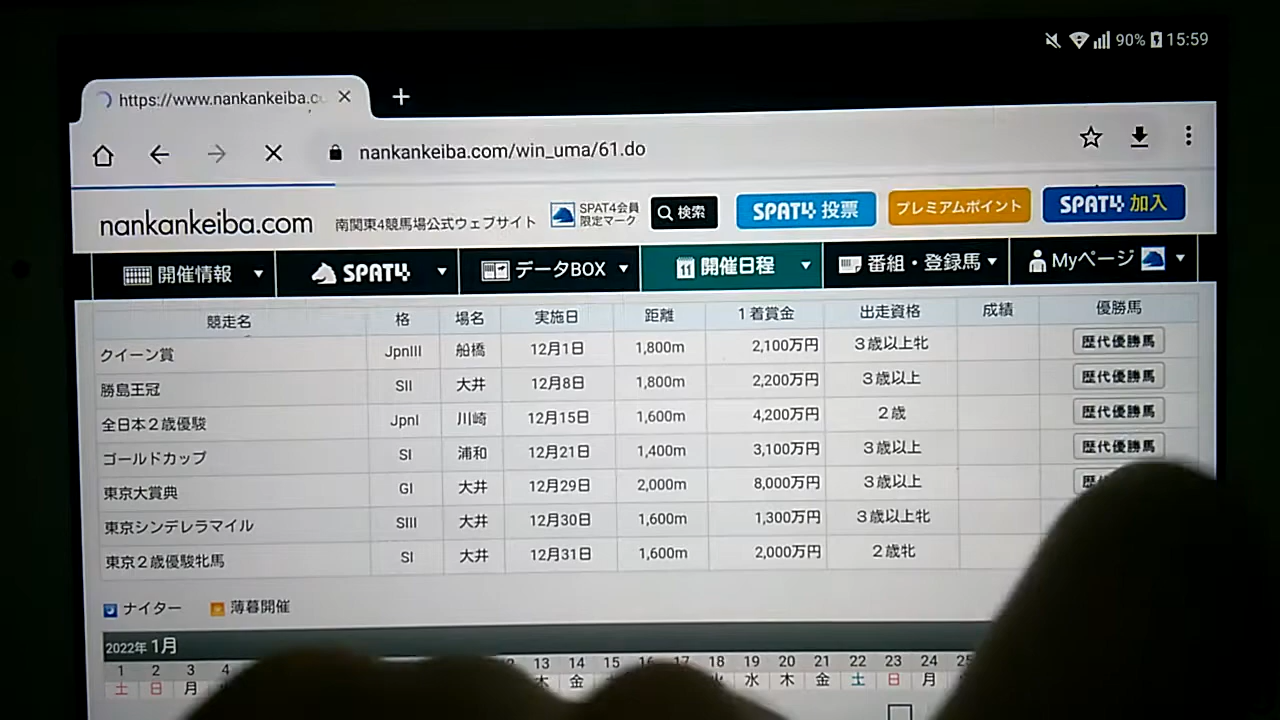 90% 15:59
https://www.nankankeiba.c
nankankeiba.com/win_uma/61.do
nankankeiba.com 南関東4競馬場公式ウェブサイト SPAT4会員限定マーク 検索 SPAT4 投票 プレミアムポイント SPAT4 加入
開催情報 SPAT4 データBOX 11 開催日程 番組・登録馬 Myページ
競走名 格 場名 実施日 距離 1着賞金 出走資格 成績 優勝馬
クイーン賞 JpnIII 船橋 12月1日 1,800m 2,100万円 3歳以上牝 歴代優勝馬
勝島王冠 SII 大井 12月8日 1,800m 2,200万円 3歳以上 歴代優勝馬
全日本2歳優駿 JpnI 川崎 12月15日 1,600m 4,200万円 2歳 歴代優勝馬
ゴールドカップ SI 浦和 12月21日 1,400m 3,100万円 3歳以上 歴代優勝馬
東京大賞典 GI 大井 12月29日 2,000m 8,000万円 3歳以上 歴
東京シンデレラマイル SIII 大井 12月30日 1,600m 1,300万円 3歳以上牝
東京2歳優駿牝馬 SI 大井 12月31日 1,600m 2,000万円 2歳牝
ナイター 薄暮開催
2022年 1月
1 2 3 4 13 14 15 16 17 18 19 20 21 22 23 24 25
土 日 月 木 金 火 水 木 金 土 日 月